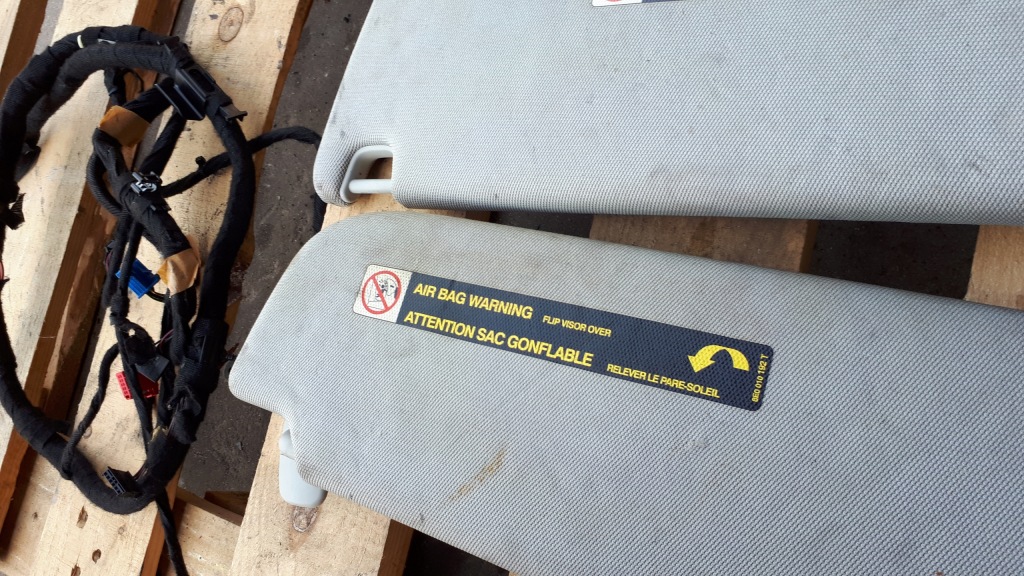 AIR BAG WARNING FLIP VISOR OVER
ATTENTION SAC GONFLABLE RELEVER LE PARE-SOLEIL